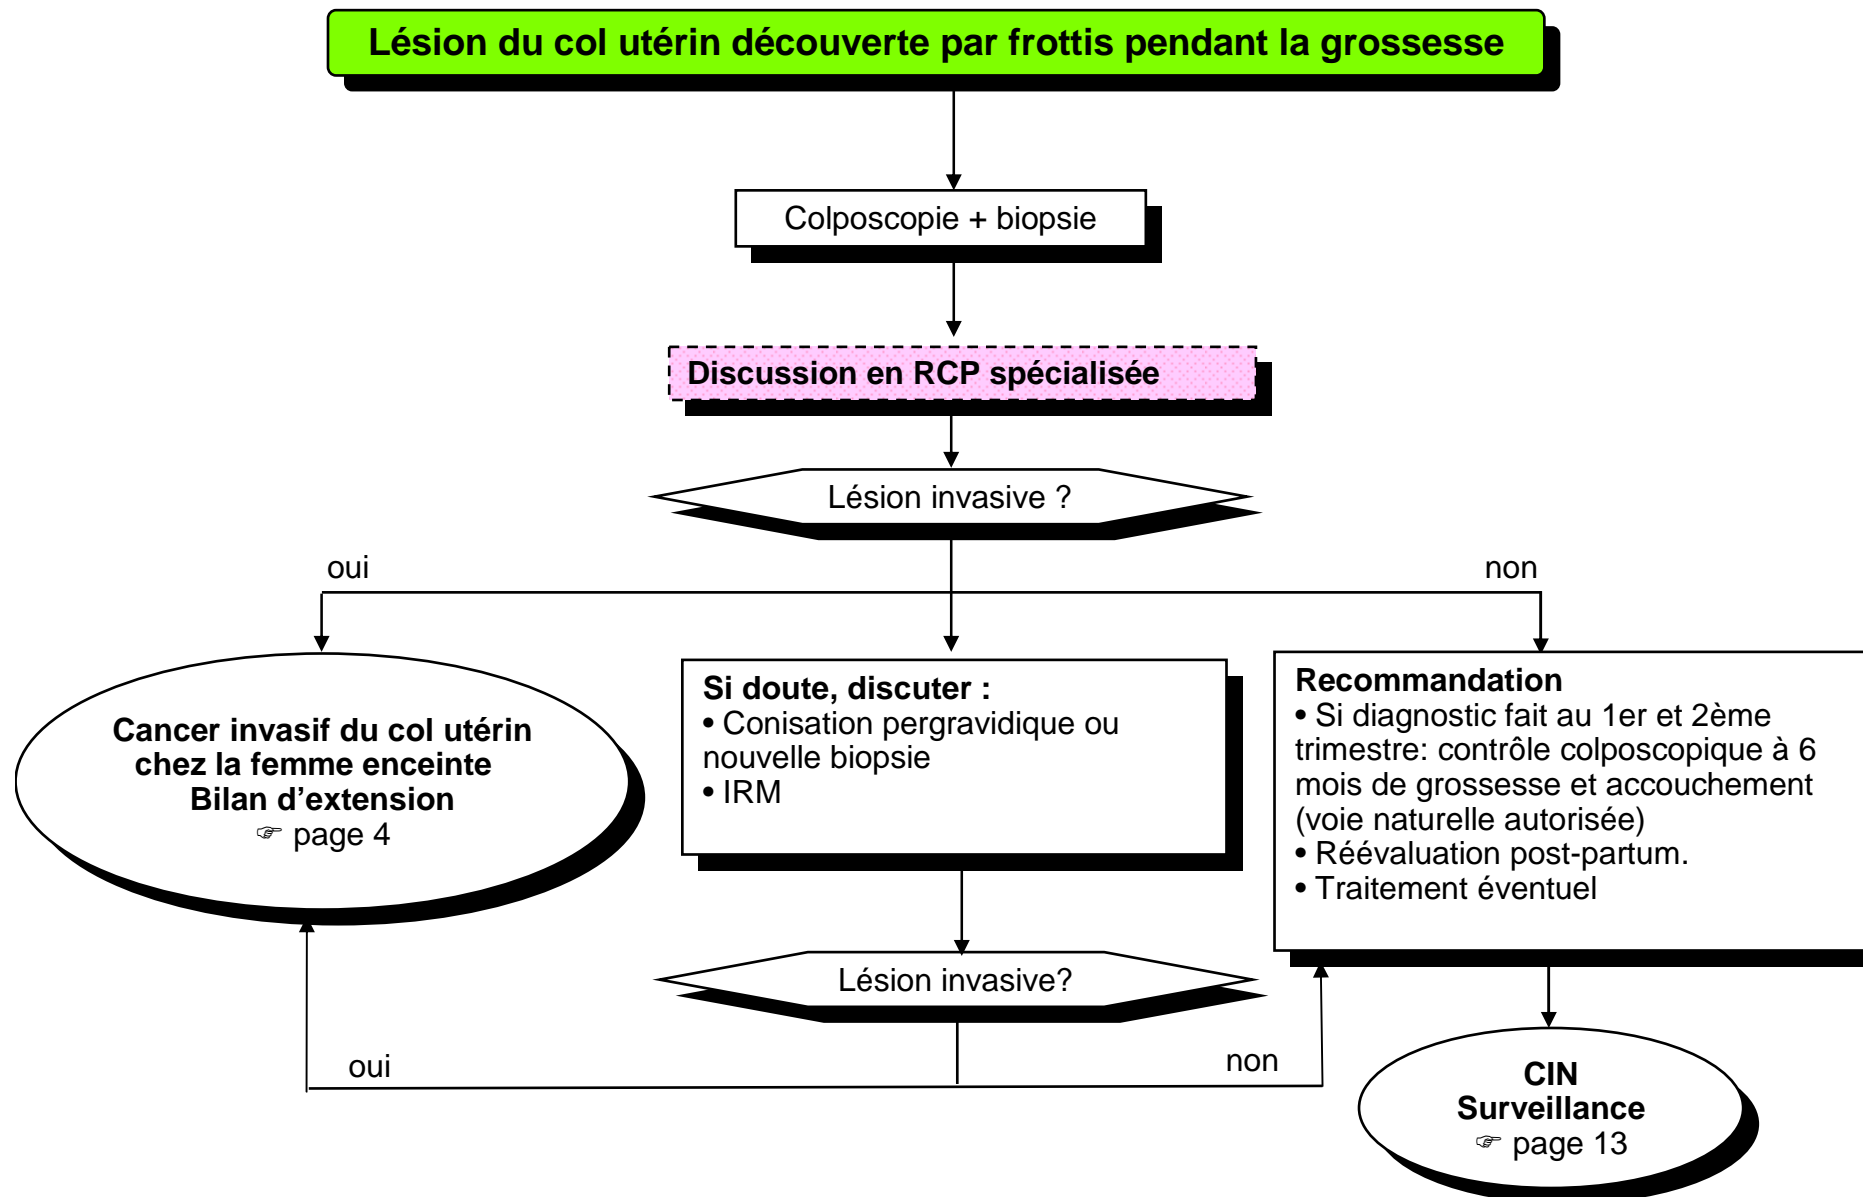 Lésion du col utérin découverte par frottis pendant la grossesse
Colposcopie + biopsie
Discussion en RCP spécialisée
Lésion invasive ?
oui
non
Cancer invasif du col utérin
chez la femme enceinte
Bilan d’extension
☞ page 4
Si doute, discuter :
• Conisation pergravidique ou
nouvelle biopsie
• IRM
Recommandation
• Si diagnostic fait au 1er et 2ème
trimestre: contrôle colposcopique à 6
mois de grossesse et accouchement
(voie naturelle autorisée)
• Réévaluation post-partum.
• Traitement éventuel
Lésion invasive?
oui
non
CIN
Surveillance
☞ page 13